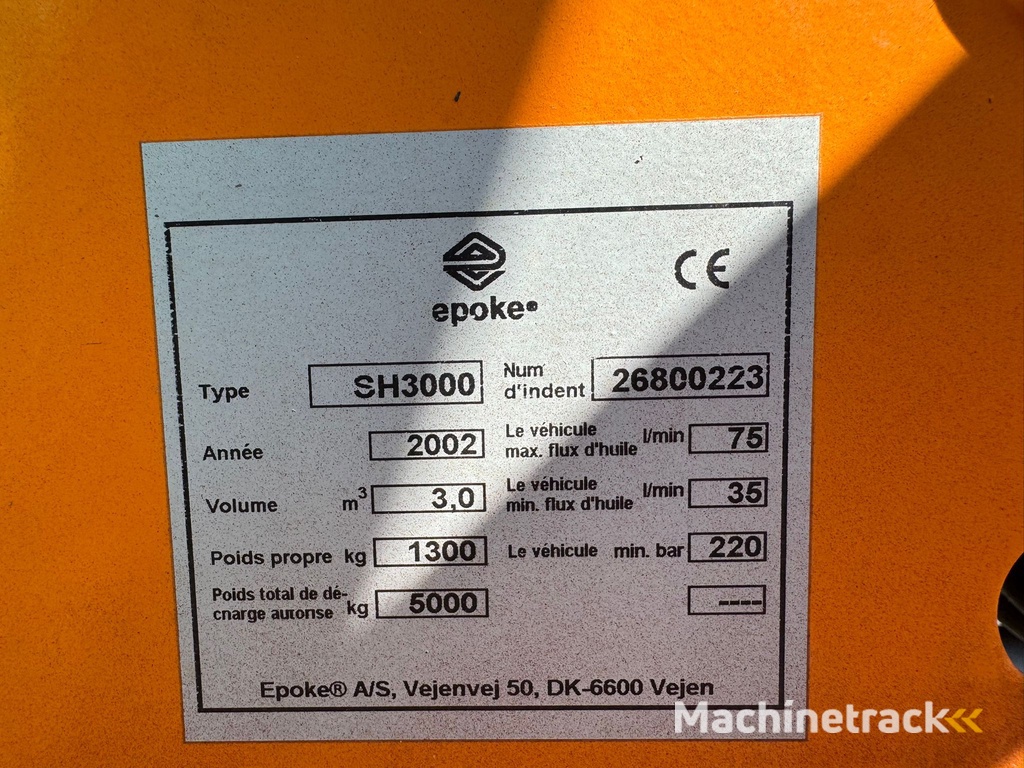 epoke®
CE
Type SH3000 Num d'indent 26800223
Année 2002 Le véhicule max. flux d'huile l/min 75
Volume m³ 3,0 Le véhicule min. flux d'huile l/min 35
Poids propre kg 1300 Le véhicule min. bar 220
Poids total de dé-
cnarge autorise kg 5000 ----
Epoke® A/S, Vejenvej 50, DK-6600 Vejen
Machinetrack